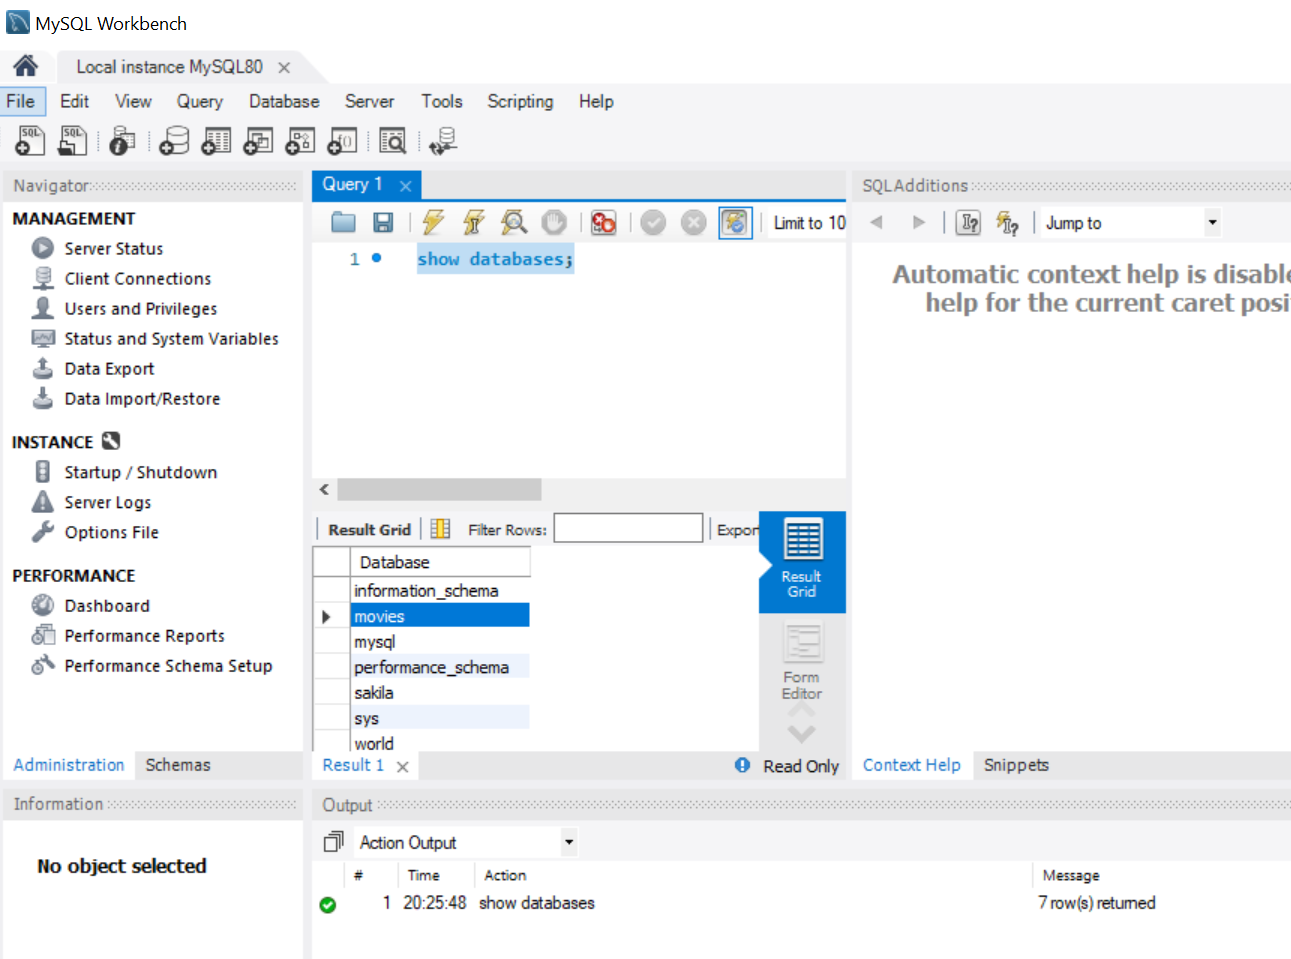 MySQL Workbench
Local instance MySQL80
File Edit View Query Database Server Tools Scripting Help
SQL SQL
Navigator
MANAGEMENT
Server Status
Client Connections
Users and Privileges
Status and System Variables
Data Export
Data Import/Restore
INSTANCE
Startup / Shutdown
Server Logs
Options File
PERFORMANCE
Dashboard
Performance Reports
Performance Schema Setup
Administration Schemas
Query 1
Limit to 10
1 show databases;
Result Grid Filter Rows: Export
Database
information_schema
movies
mysql
performance_schema
sakila
sys
world
Result
Grid
Form
Editor
Result 1 Read Only
SQLAdditions
Jump to
Automatic context help is disable
help for the current caret posi
Context Help Snippets
Information
No object selected
Output
Action Output
# Time Action Message
1 20:25:48 show databases 7 row(s) returned